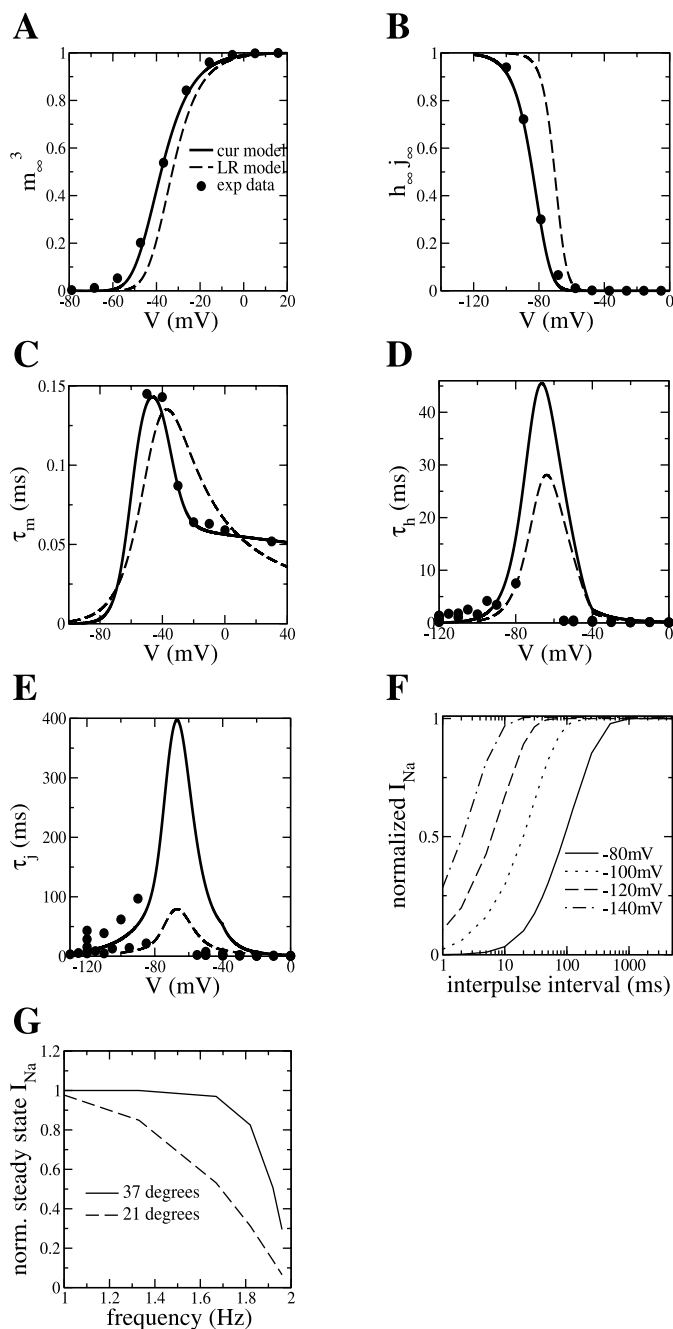 A
1
0.8
0.6
0.4
0.2
0
m∞³
cur model
LR model
exp data
-80 -60 -40 -20 0 20
V (mV)
B
1
0.8
0.6
0.4
0.2
0
h∞ j∞
-140 -120 -80 -40 0
V (mV)
C
0.15
0.1
0.05
0
τm (ms)
-80 -40 0 40
V (mV)
D
40
30
20
10
0
τh (ms)
-120 -80 -40 0
V (mV)
E
400
300
200
100
0
τj (ms)
-120 -80 -40 0
V (mV)
F
1
0.5
0
normalized INa
-80mV
-100mV
-120mV
-140mV
1 10 100 1000
interpulse interval (ms)
G
1.2
1
0.8
0.6
0.4
0.2
0
norm. steady state INa
37 degrees
21 degrees
1 1.2 1.4 1.6 1.8 2
frequency (Hz)